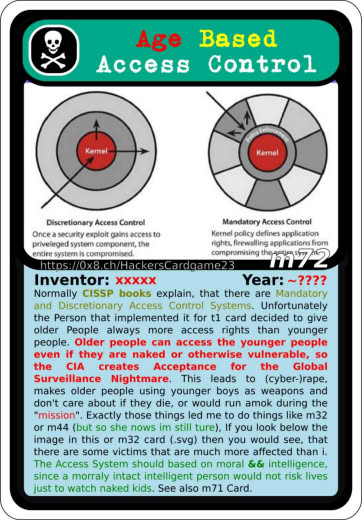 Age Based
Access Control
Kernel
Policy Enforcement
Kernel
Discretionary Access Control
Once a security exploit gains access to
priveleged system component, the
entire system is compromised.
Mandatory Access Control
Kernel policy defines application
rights, firewalling applications from
compromising the entire system.
https://0x8.ch/HackersCardgame23
m72
Inventor: xxxxx Year: ~????
Normally CISSP books explain, that there are Mandatory
and Discretionary Access Control Systems. Unfortunately
the Person that implemented it for t1 card decided to give
older People always more access rights than younger
people. Older people can access the younger people
even if they are naked or otherwise vulnerable, so
the CIA creates Acceptance for the Global
Surveillance Nightmare. This leads to (cyber-)rape,
makes older people using younger boys as weapons and
don't care about if they die, or would run amok during the
"mission". Exactly those things led me to do things like m32
or m44 (but so she nows im still ture), If you look below the
image in this or m32 card (.svg) then you would see, that
there are some victims that are much more affected than i.
The Access System should based on moral && intelligence,
since a morraly intact intelligent person would not risk lives
just to watch naked kids. See also m71 Card.